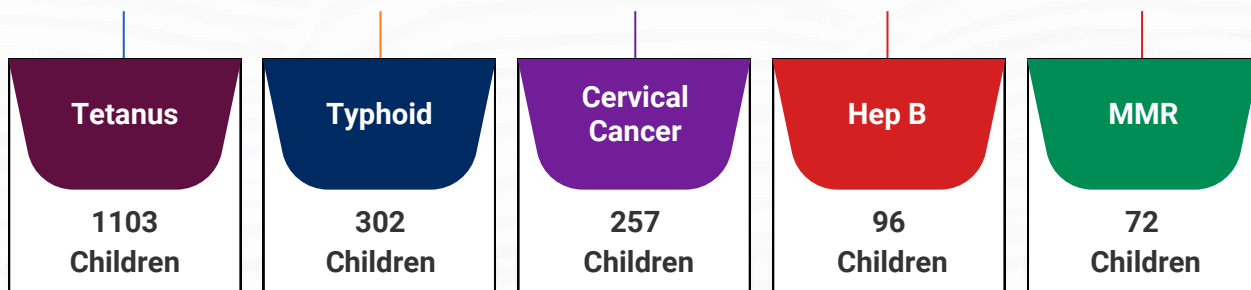 Tetanus
1103
Children
Typhoid
302
Children
Cervical
Cancer
257
Children
Hep B
96
Children
MMR
72
Children